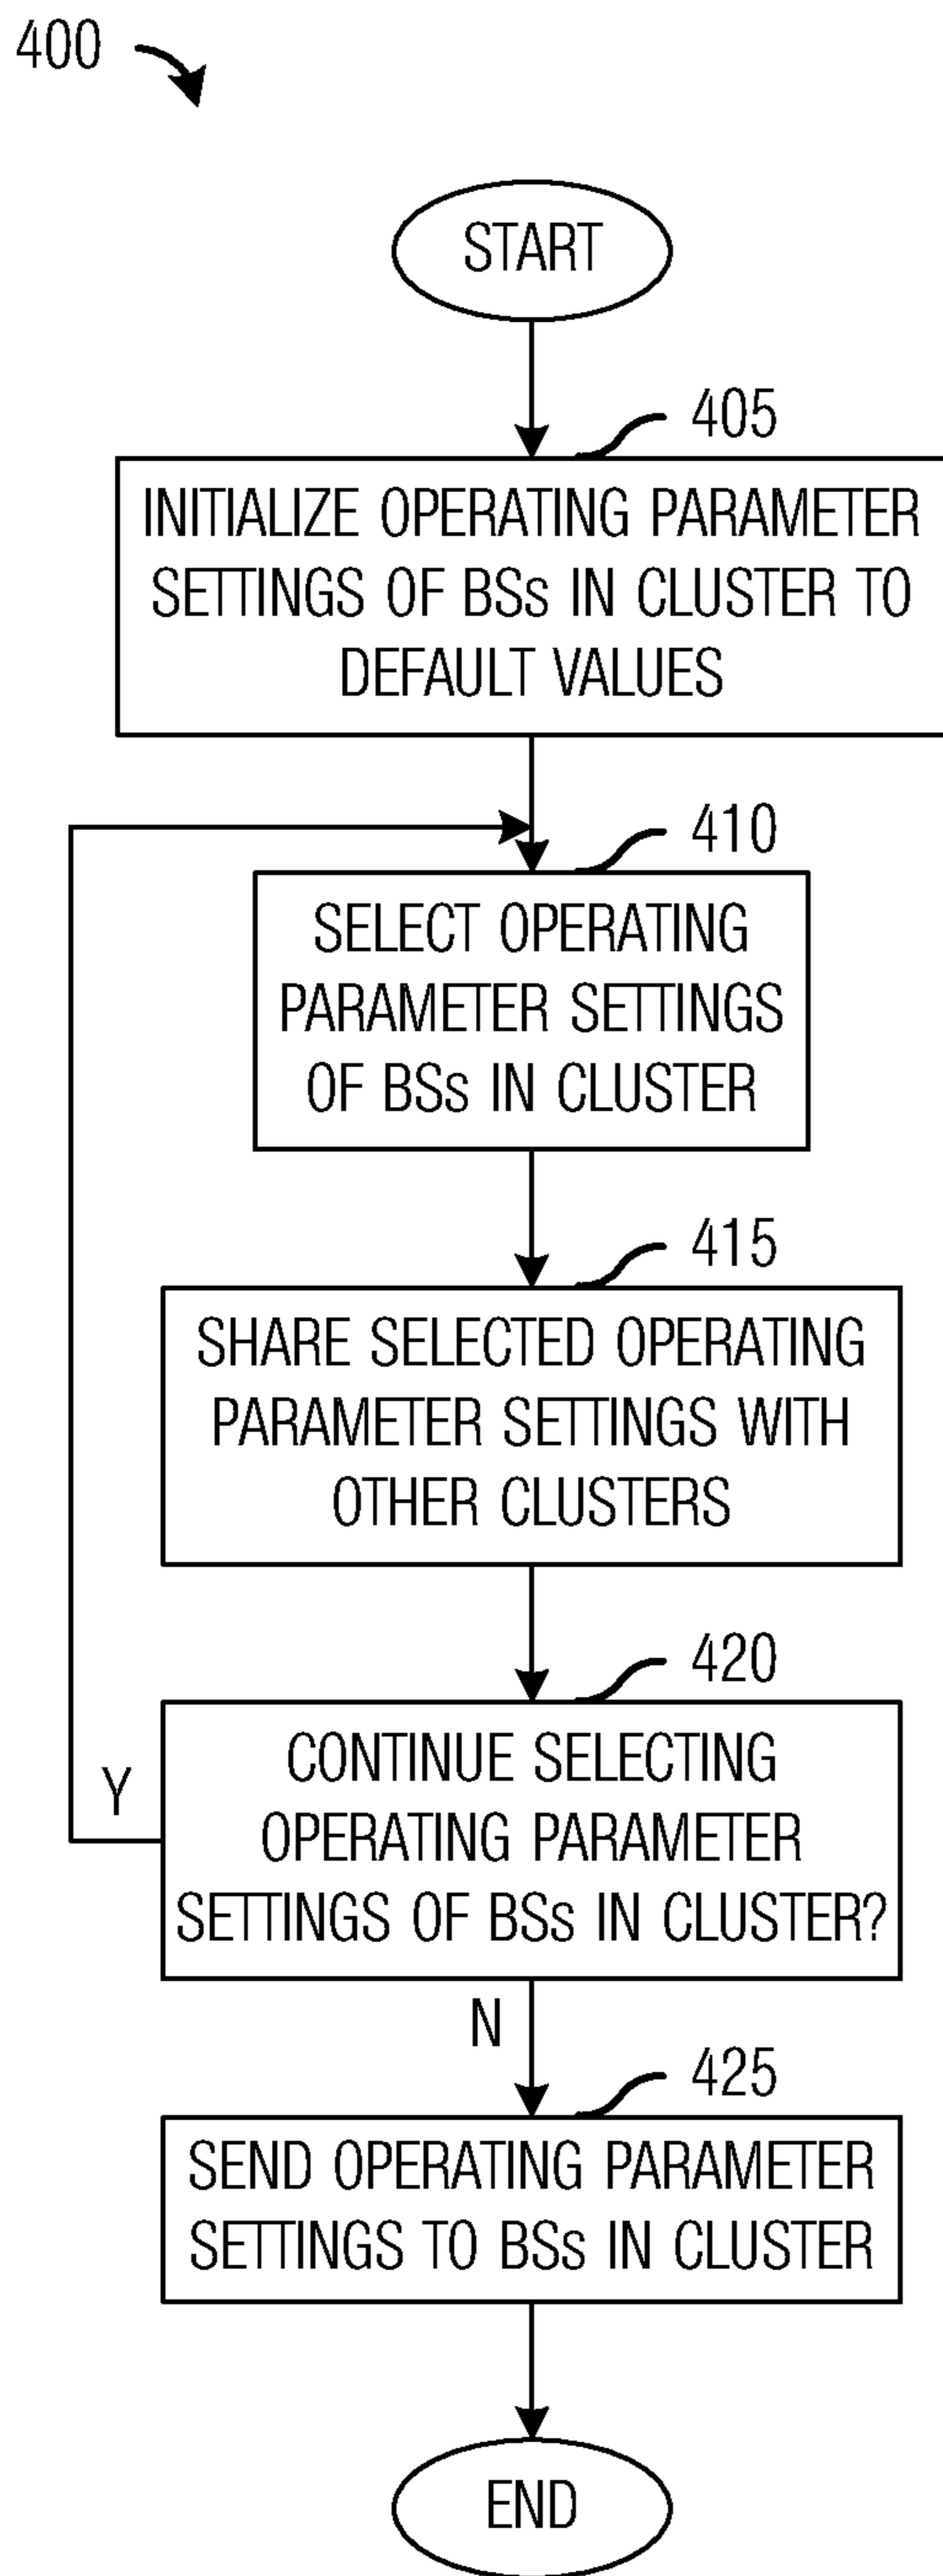 400
START
405
INITIALIZE OPERATING PARAMETER
SETTINGS OF BSs IN CLUSTER TO
DEFAULT VALUES
410
SELECT OPERATING
PARAMETER SETTINGS
OF BSs IN CLUSTER
415
SHARE SELECTED OPERATING
PARAMETER SETTINGS WITH
OTHER CLUSTERS
420
CONTINUE SELECTING
OPERATING PARAMETER
SETTINGS OF BSs IN CLUSTER?
Y
N
425
SEND OPERATING PARAMETER
SETTINGS TO BSs IN CLUSTER
END